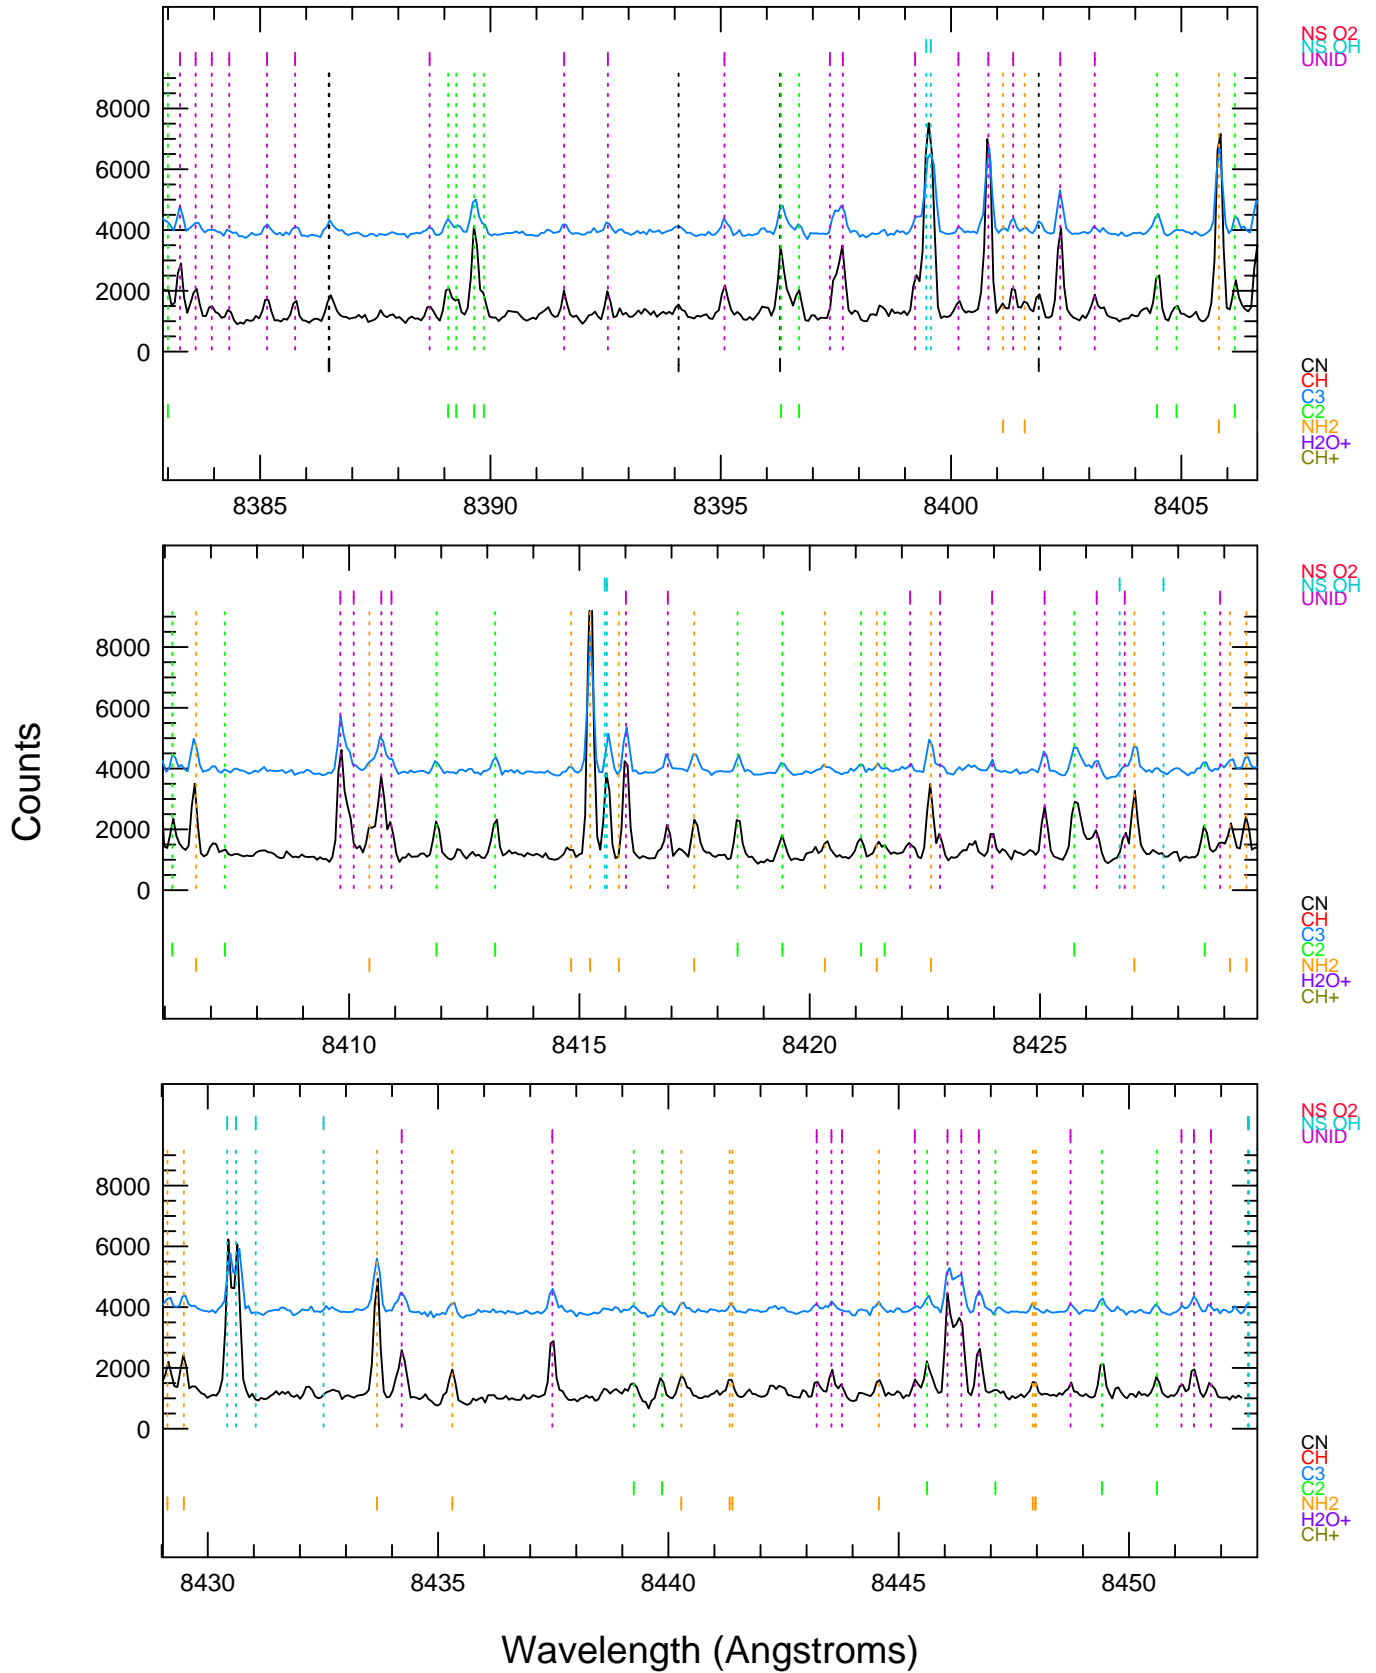 NS O2
NS OH
UNID
8000
6000
4000
2000
0
CN
CH
C3
C2
NH2
H2O+
CH+
8385
8390
8395
8400
8405
NS O2
NS OH
UNID
8000
6000
4000
2000
0
Counts
CN
CH
C3
C2
NH2
H2O+
CH+
8410
8415
8420
8425
NS O2
NS OH
UNID
8000
6000
4000
2000
0
CN
CH
C3
C2
NH2
H2O+
CH+
8430
8435
8440
8445
8450
Wavelength (Angstroms)